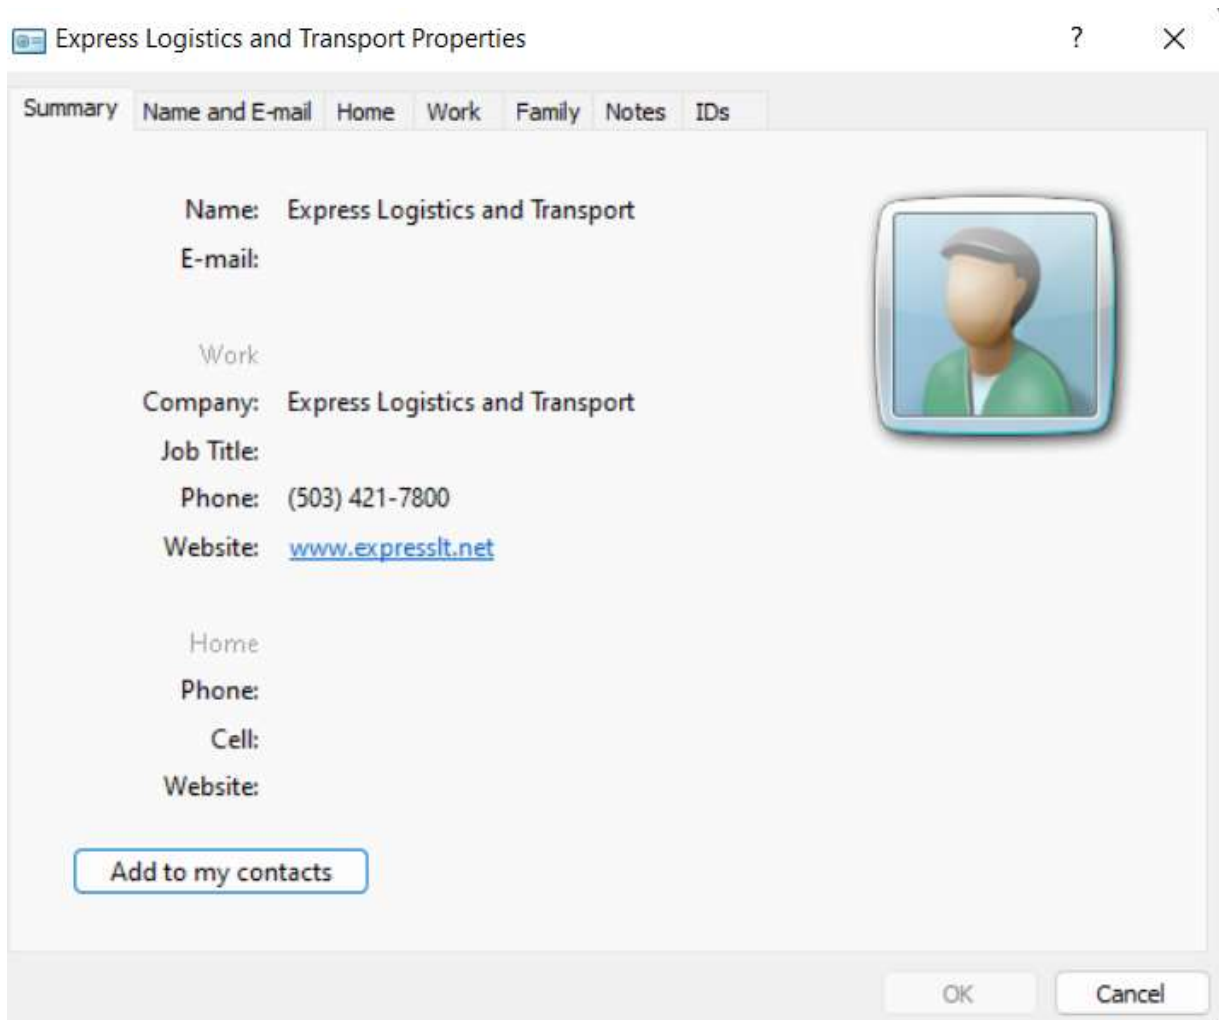 Express Logistics and Transport Properties ?
Summary Name and E-mail Home Work Family Notes IDs
Name: Express Logistics and Transport
E-mail:
Work
Company: Express Logistics and Transport
Job Title:
Phone: (503) 421-7800
Website: www.expresslt.net
Home
Phone:
Cell:
Website:
Add to my contacts
OK Cancel